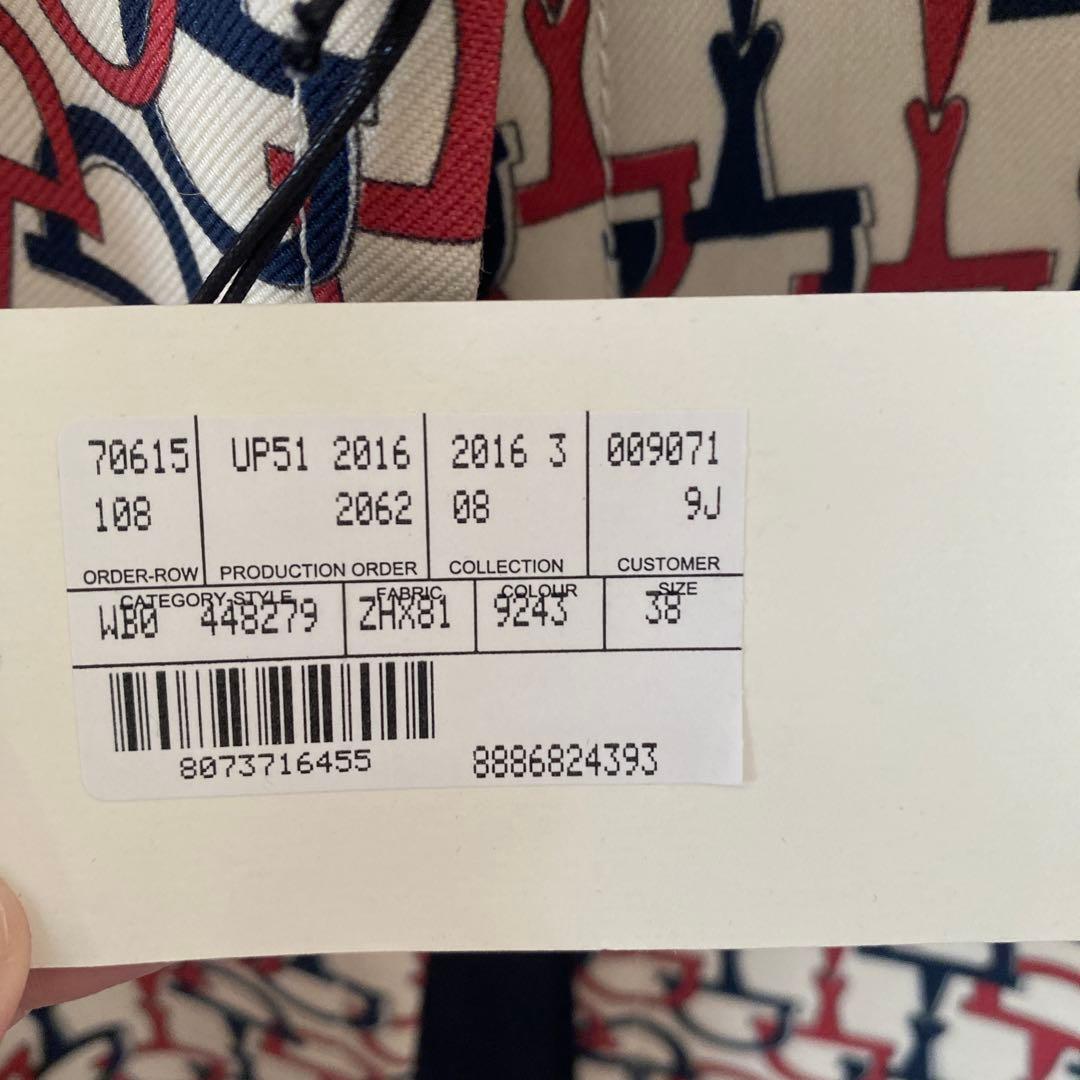 70615 UP51 2016 2016 3 009071
108 2062 08 9J
ORDER-ROW PRODUCTION ORDER COLLECTION CUSTOMER
CATEGORY-STYLE FABRIC COLOUR SIZE
WB0 448279 ZHX81 9243 38
8073716455 8886824393